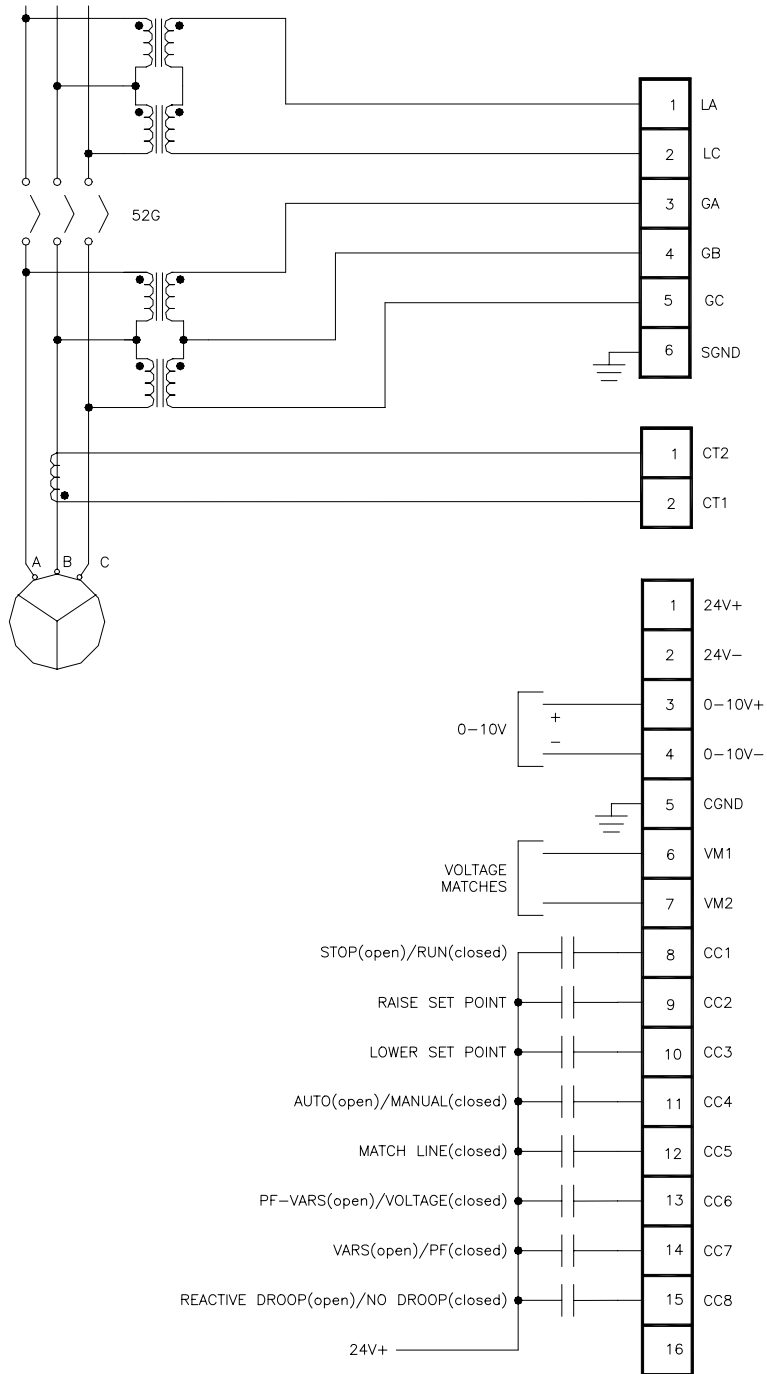 1 LA
2 LC
3 GA
52G
4 GB
5 GC
6 SGND
1 CT2
2 CT1
A B C
1 24V+
2 24V-
3 0-10V+
0-10V
+
-
4 0-10V-
5 CGND
6 VM1
VOLTAGE
MATCHES
7 VM2
STOP(open)/RUN(closed) 8 CC1
RAISE SET POINT 9 CC2
LOWER SET POINT 10 CC3
AUTO(open)/MANUAL(closed) 11 CC4
MATCH LINE(closed) 12 CC5
PF-VARS(open)/VOLTAGE(closed) 13 CC6
VARS(open)/PF(closed) 14 CC7
REACTIVE DROOP(open)/NO DROOP(closed) 15 CC8
24V+ 16